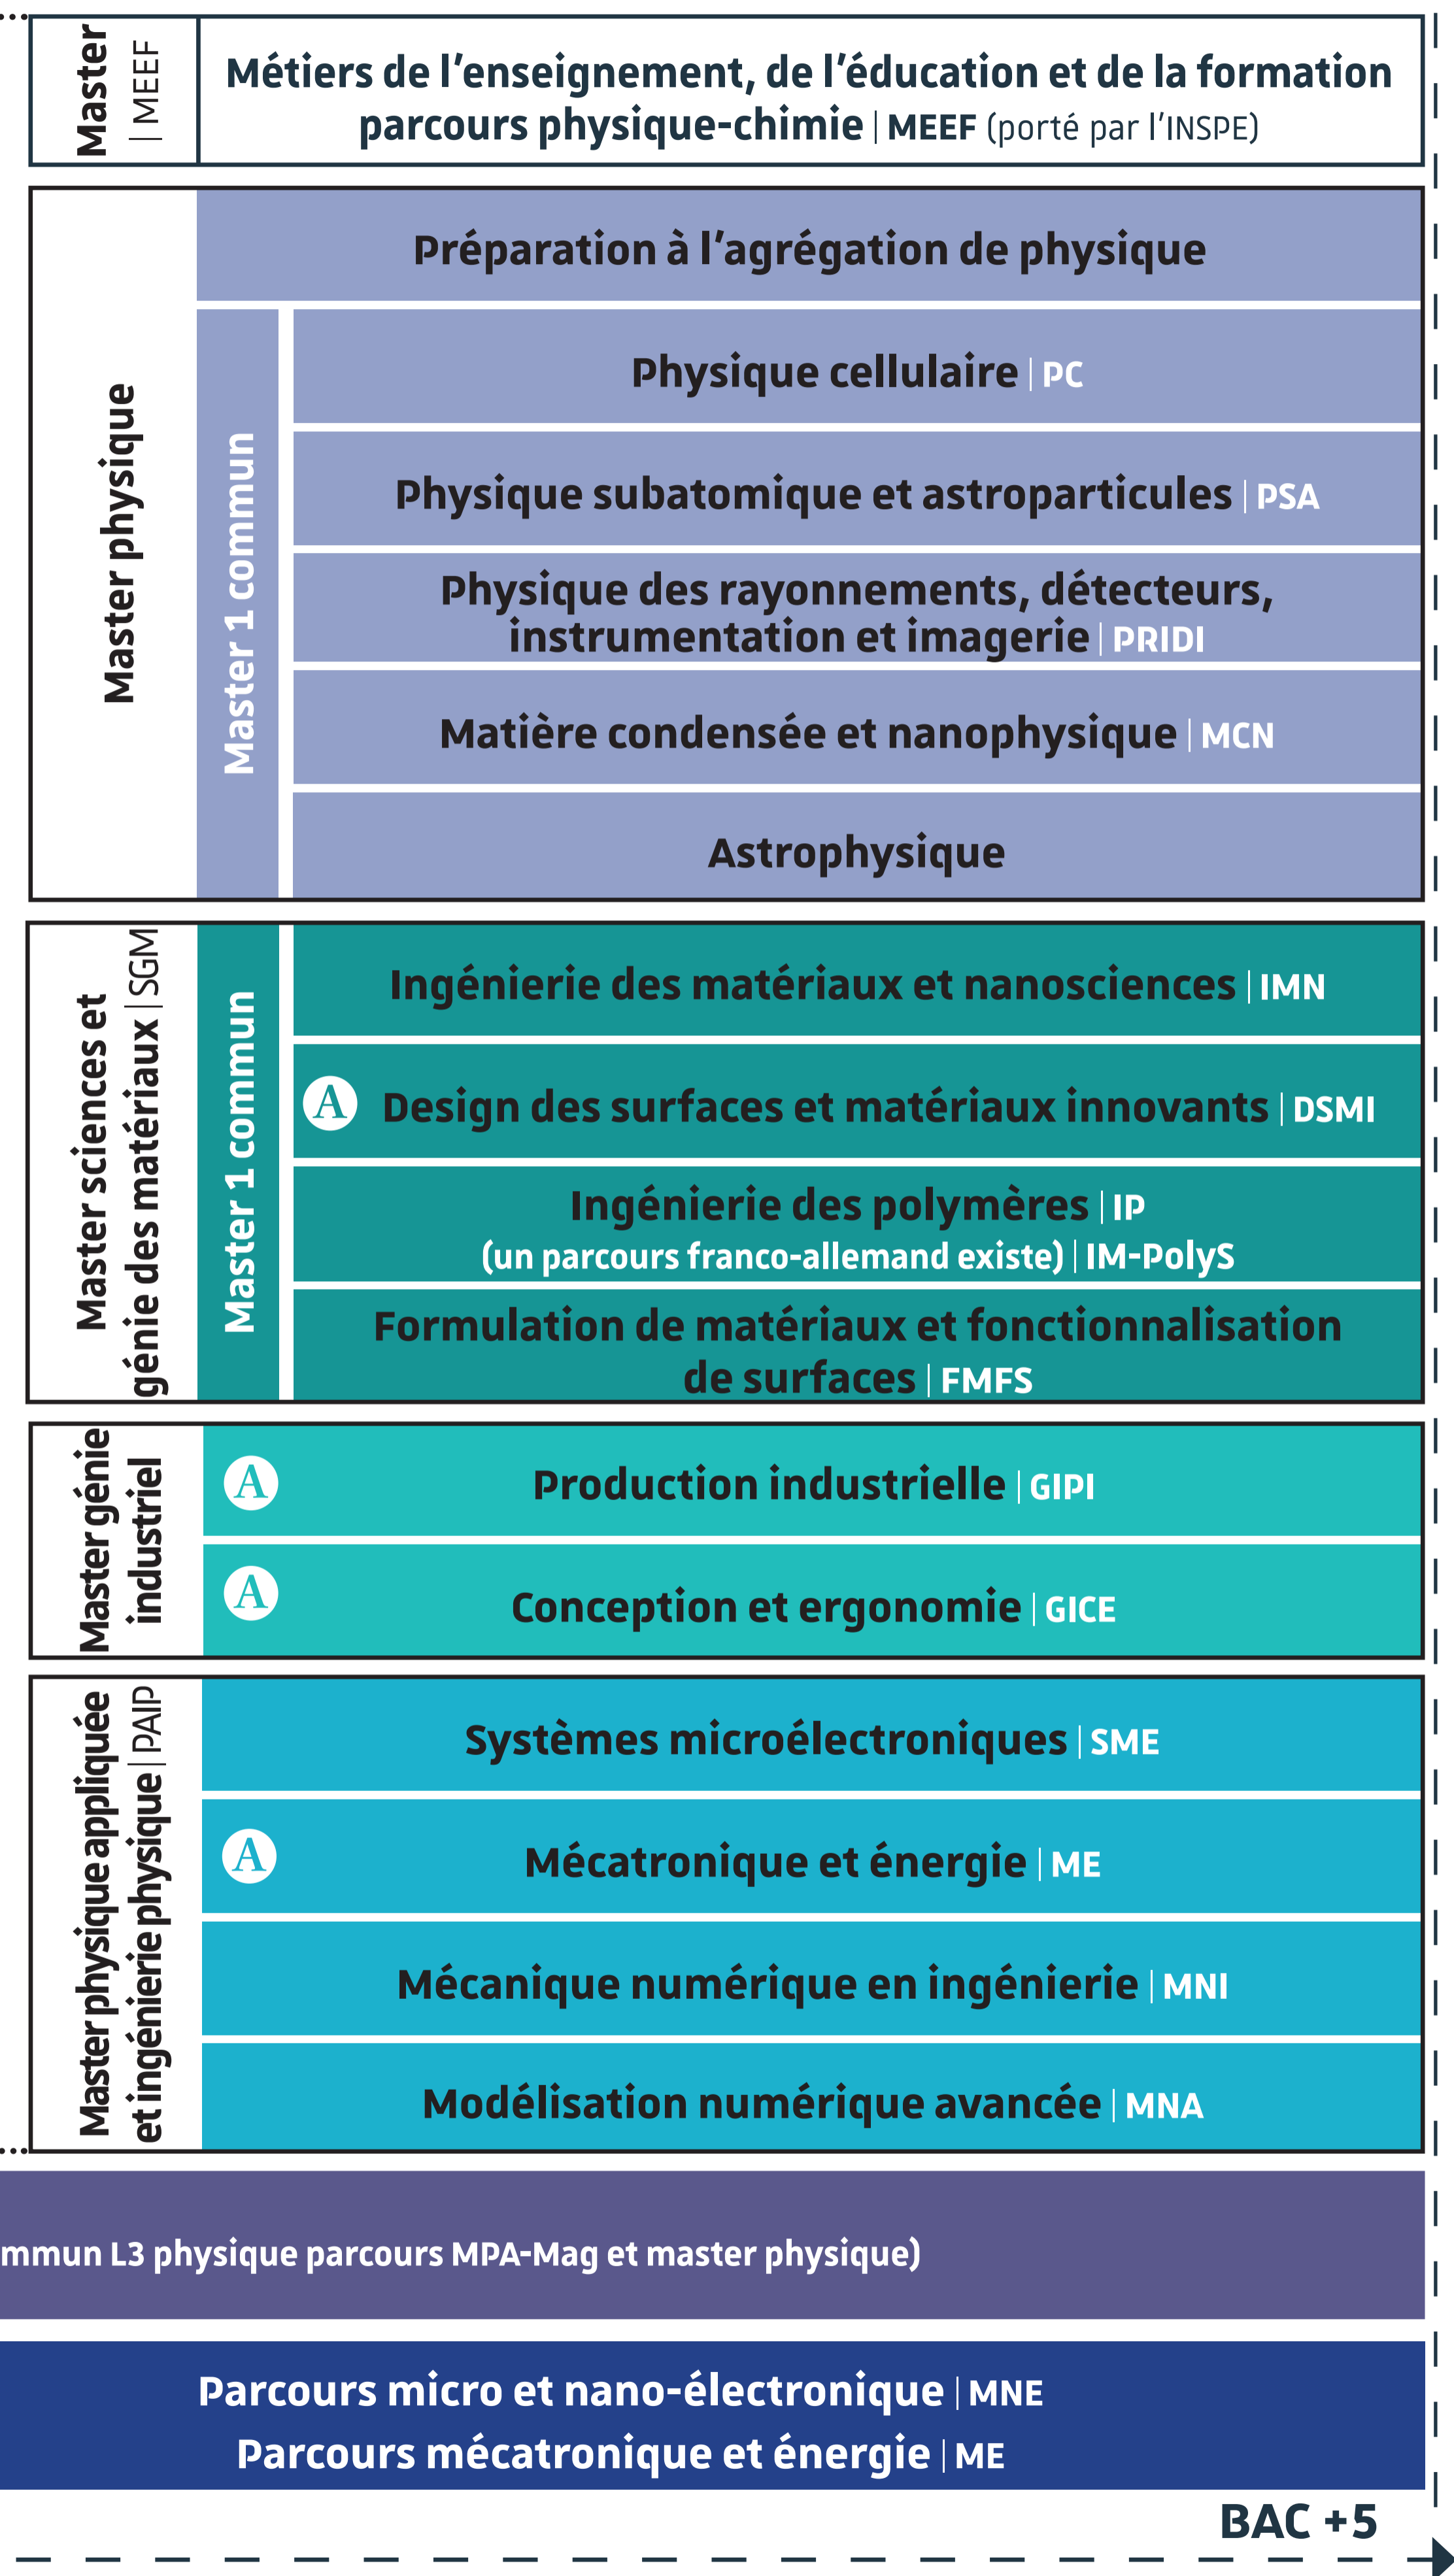 Master
| MEEF
Métiers de l'enseignement, de l'éducation et de la formation
parcours physique-chimie | MEEF (porté par l'INSPE)
Master physique
Préparation à l'agrégation de physique
Master 1 commun
Physique cellulaire | PC
Physique subatomique et astroparticules | PSA
Physique des rayonnements, détecteurs,
instrumentation et imagerie | PRIDI
Matière condensée et nanophysique | MCN
Astrophysique
Master sciences et
génie des matériaux | SGM
Master 1 commun
Ingénierie des matériaux et nanosciences | IMN
A Design des surfaces et matériaux innovants | DSMI
Ingénierie des polymères | IP
(un parcours franco-allemand existe) | IM-PolyS
Formulation de matériaux et fonctionnalisation
de surfaces | FMFS
Master génie
industriel
A Production industrielle | GIPI
A Conception et ergonomie | GICE
Master physique appliquée
et ingénierie physique | PAIP
Systèmes microélectroniques | SME
A Mécatronique et énergie | ME
Mécanique numérique en ingénierie | MNI
Modélisation numérique avancée | MNA
mmun L3 physique parcours MPA-Mag et master physique)
Parcours micro et nano-électronique | MNE
Parcours mécatronique et énergie | ME
BAC +5